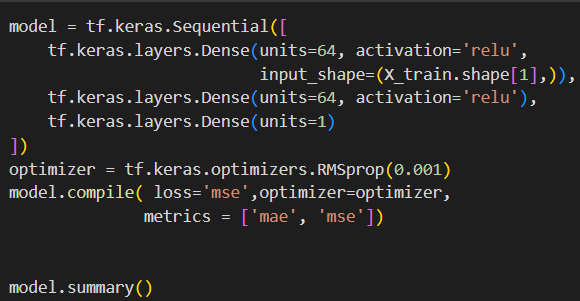 model = tf.keras.Sequential([
    tf.keras.layers.Dense(units=64, activation='relu',
                          input_shape=(X_train.shape[1],)),
    tf.keras.layers.Dense(units=64, activation='relu'),
    tf.keras.layers.Dense(units=1)
])
optimizer = tf.keras.optimizers.RMSprop(0.001)
model.compile( loss='mse',optimizer=optimizer,
              metrics = ['mae', 'mse'])
model.summary()